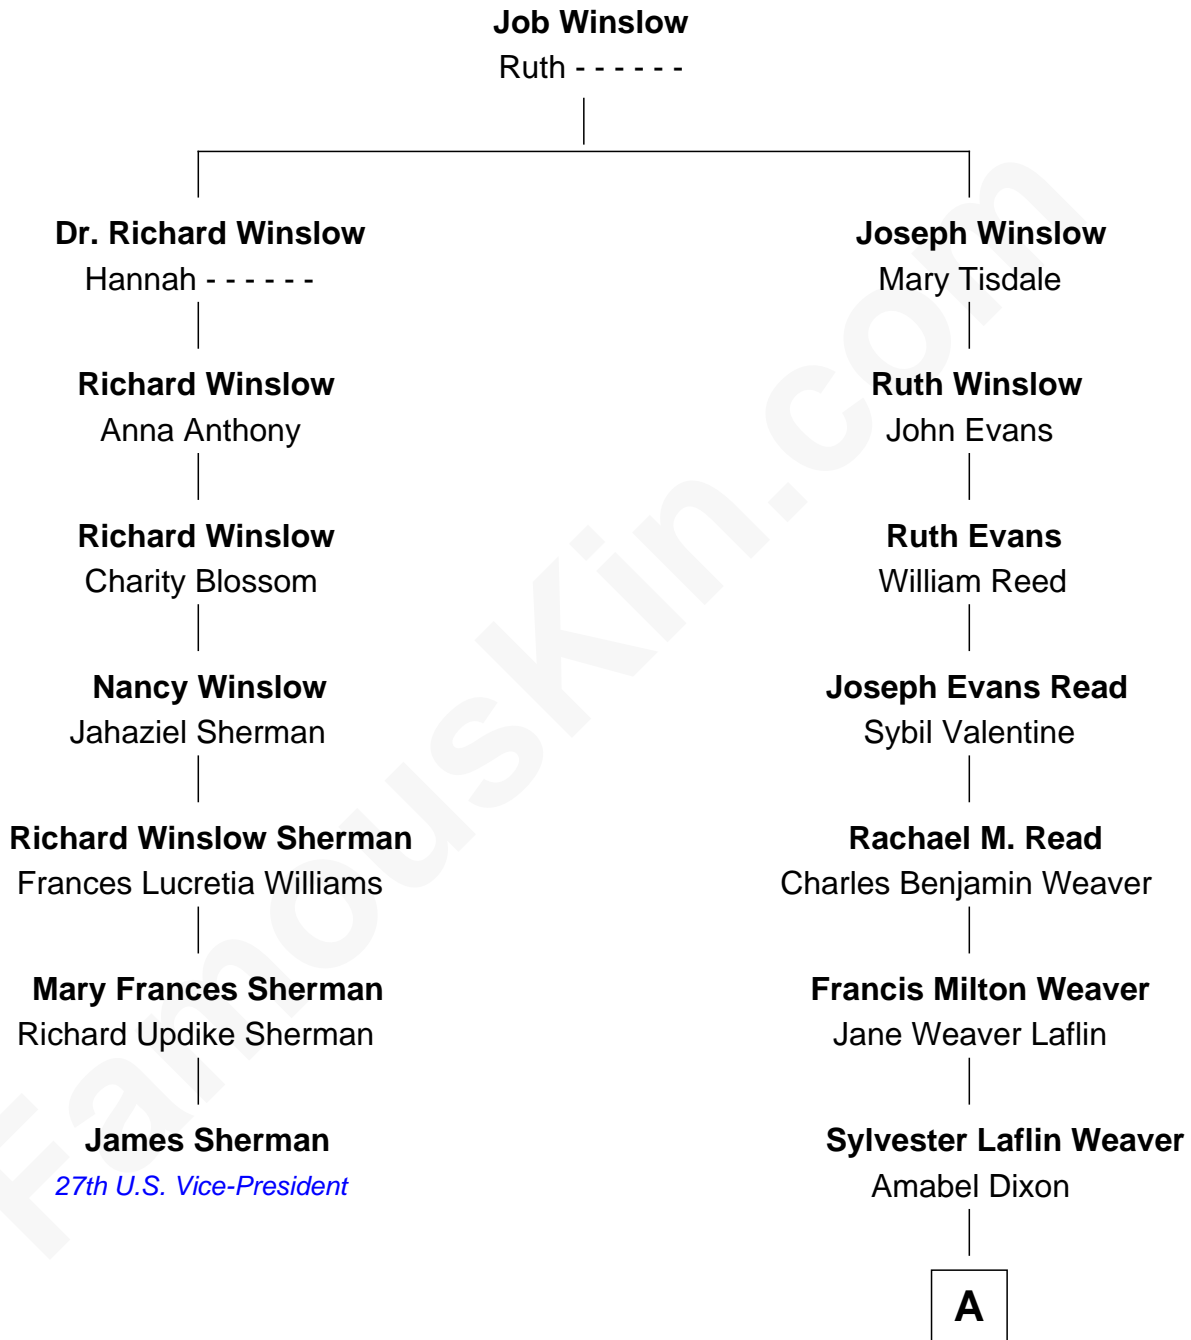 Job Winslow
Ruth - - - - - -
Dr. Richard Winslow
Hannah - - - - - -
Joseph Winslow
Mary Tisdale
Richard Winslow
Anna Anthony
Ruth Winslow
John Evans
Richard Winslow
Charity Blossom
Ruth Evans
William Reed
Nancy Winslow
Jahaziel Sherman
Joseph Evans Read
Sybil Valentine
Richard Winslow Sherman
Frances Lucretia Williams
Rachael M. Read
Charles Benjamin Weaver
Mary Frances Sherman
Richard Updike Sherman
Francis Milton Weaver
Jane Weaver Laflin
James Sherman
27th U.S. Vice-President
Sylvester Laflin Weaver
Amabel Dixon
A
FamousKin.com